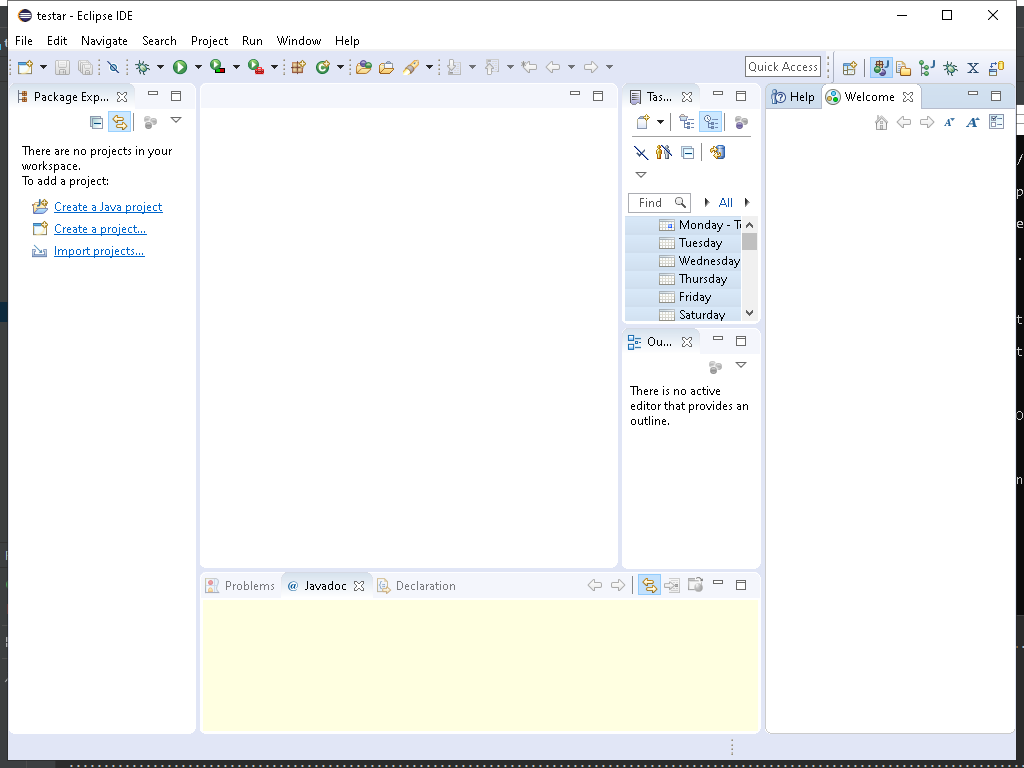 testar - Eclipse IDE
File Edit Navigate Search Project Run Window Help
Quick Access
Package Exp...
There are no projects in your
workspace.
To add a project:
Create a Java project
Create a project...
Import projects...
Tas...
Find
All
Monday - T
Tuesday
Wednesday
Thursday
Friday
Saturday
Ou...
There is no active
editor that provides an
outline.
Help
Welcome
Problems
@ Javadoc
Declaration